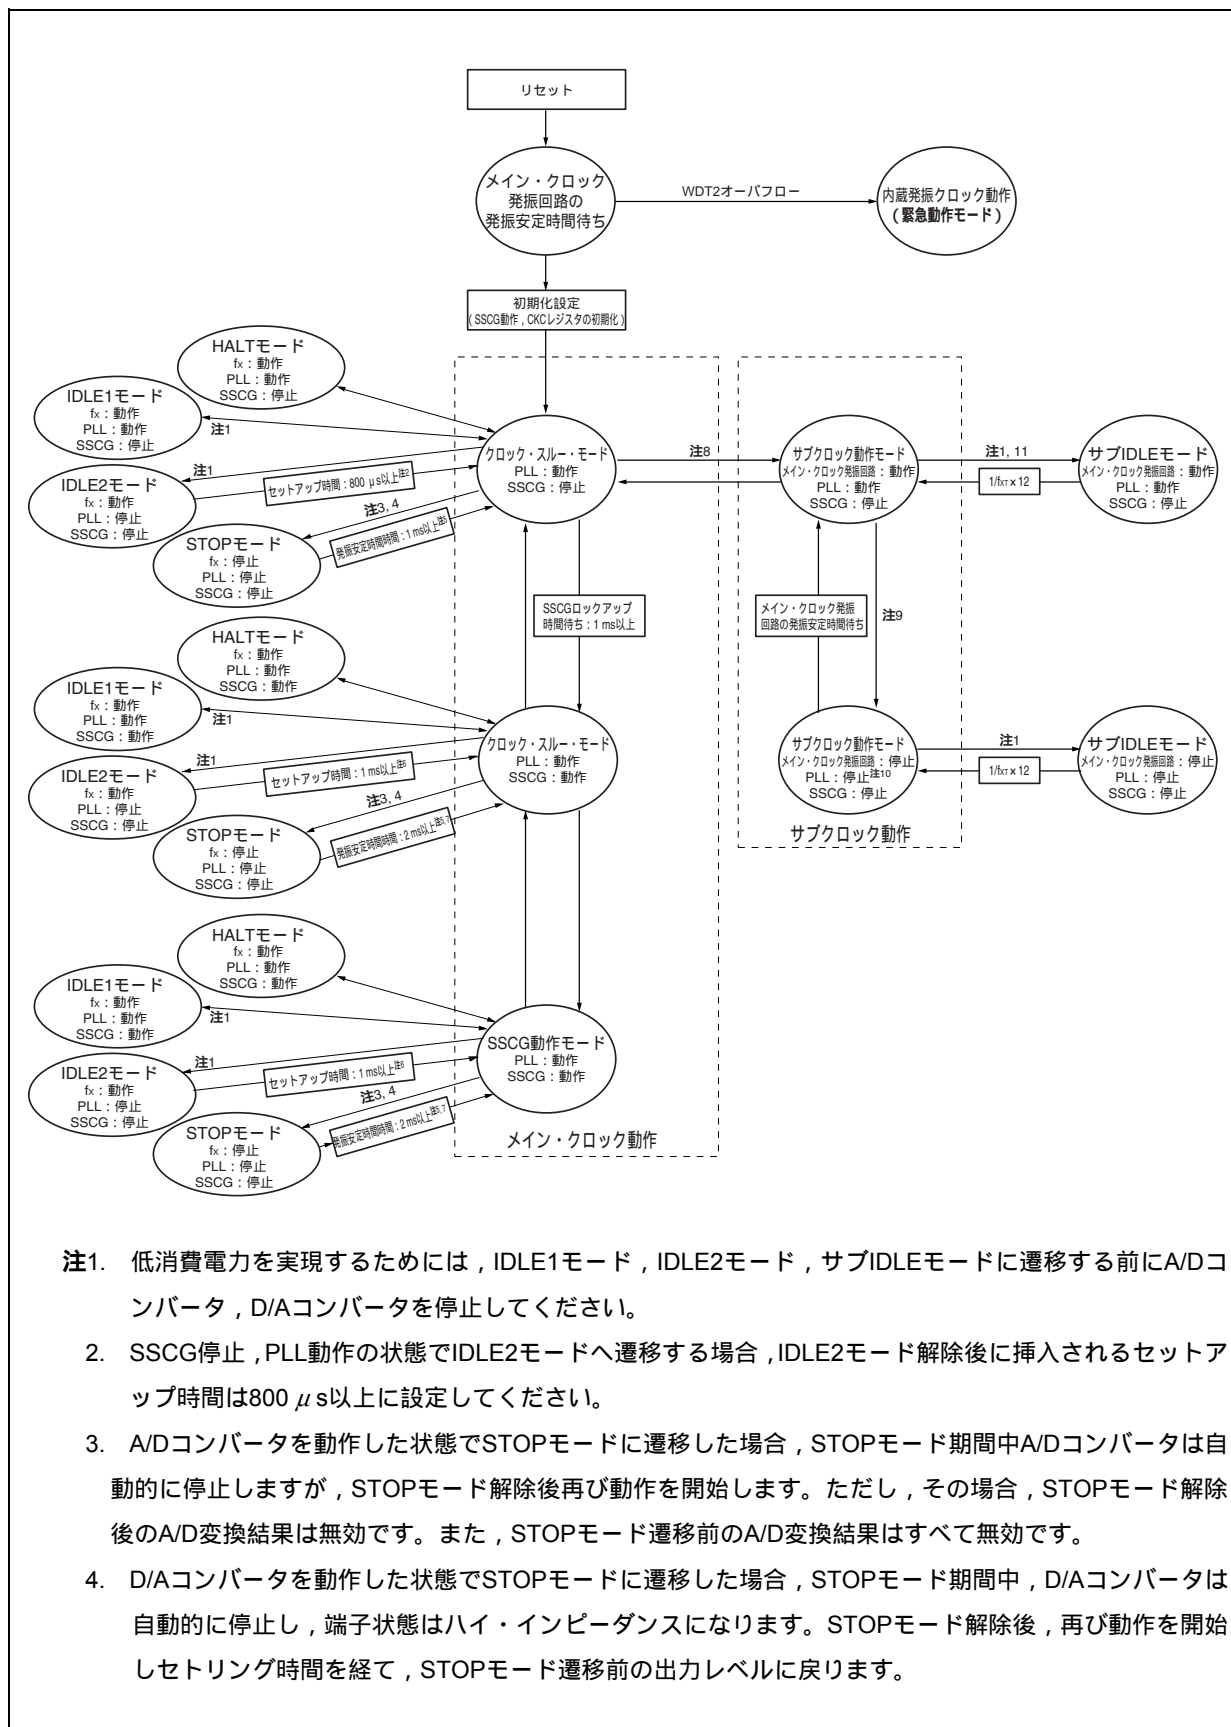 リセット
メイン・クロック
発振回路の
発振安定時間待ち
WDT2オーバフロー
内蔵発振クロック動作
（緊急動作モード）
初期化設定
（SSCG動作，CKCレジスタの初期化）
HALTモード
fx：動作
PLL：動作
SSCG：停止
IDLE1モード
fx：動作
PLL：動作
SSCG：停止
注1
IDLE2モード
fx：動作
PLL：停止
SSCG：停止
注1
セットアップ時間：800 μs以上注2
STOPモード
fx：停止
PLL：停止
SSCG：停止
注3, 4
発振安定時間時間：1 ms以上注5
クロック・スルー・モード
PLL：動作
SSCG：停止
注8
サブクロック動作モード
メイン・クロック発振回路：動作
PLL：動作
SSCG：停止
注1, 11
1/fXT×12
サブIDLEモード
メイン・クロック発振回路：動作
PLL：動作
SSCG：停止
SSCGロックアップ
時間待ち：1 ms以上
メイン・クロック発振
回路の発振安定時間待ち
注9
HALTモード
fx：動作
PLL：動作
SSCG：動作
IDLE1モード
fx：動作
PLL：動作
SSCG：動作
注1
IDLE2モード
fx：動作
PLL：停止
SSCG：停止
注1
セットアップ時間：1 ms以上注6
STOPモード
fx：停止
PLL：停止
SSCG：停止
注3, 4
発振安定時間時間：2 ms以上注5, 7
クロック・スルー・モード
PLL：動作
SSCG：動作
サブクロック動作モード
メイン・クロック発振回路：停止
PLL：停止注10
SSCG：停止
注1
1/fXT×12
サブIDLEモード
メイン・クロック発振回路：停止
PLL：停止
SSCG：停止
サブクロック動作
HALTモード
fx：動作
PLL：動作
SSCG：動作
IDLE1モード
fx：動作
PLL：動作
SSCG：動作
注1
IDLE2モード
fx：動作
PLL：停止
SSCG：停止
注1
セットアップ時間：1 ms以上注6
STOPモード
fx：停止
PLL：停止
SSCG：停止
注3, 4
発振安定時間時間：2 ms以上注5, 7
SSCG動作モード
PLL：動作
SSCG：動作
メイン・クロック動作
注1. 低消費電力を実現するためには，IDLE1モード，IDLE2モード，サブIDLEモードに遷移する前にA/Dコ
ンバータ，D/Aコンバータを停止してください。
2. SSCG停止，PLL動作の状態でIDLE2モードへ遷移する場合，IDLE2モード解除後に挿入されるセットア
ップ時間は800 μs以上に設定してください。
3. A/Dコンバータを動作した状態でSTOPモードに遷移した場合，STOPモード期間中A/Dコンバータは自
動的に停止しますが，STOPモード解除後再び動作を開始します。ただし，その場合，STOPモード解除
後のA/D変換結果は無効です。また，STOPモード遷移前のA/D変換結果はすべて無効です。
4. D/Aコンバータを動作した状態でSTOPモードに遷移した場合，STOPモード期間中，D/Aコンバータは
自動的に停止し，端子状態はハイ・インピーダンスになります。STOPモード解除後，再び動作を開始
しセトリング時間を経て，STOPモード遷移前の出力レベルに戻ります。